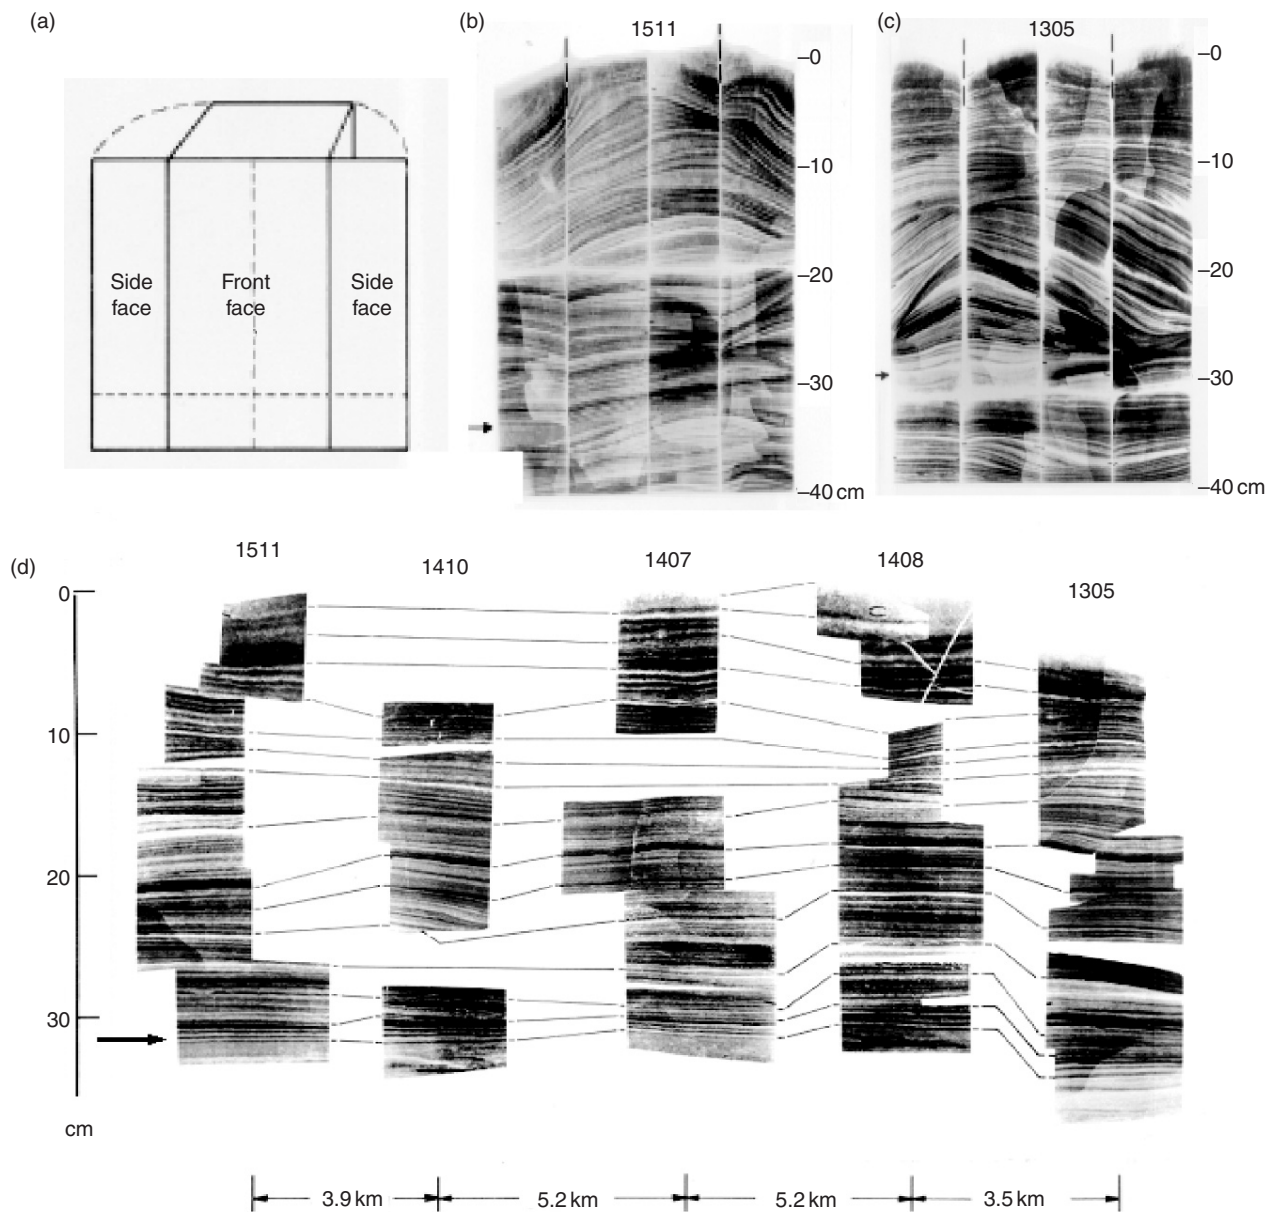 (a)
Side
face
Front
face
Side
face
(b)
1511
–0
–10
–20
–30
–40 cm
(c)
1305
–0
–10
–20
–30
–40 cm
(d)
1511
1410
1407
1408
1305
0
10
20
30
cm
3.9 km
5.2 km
5.2 km
3.5 km